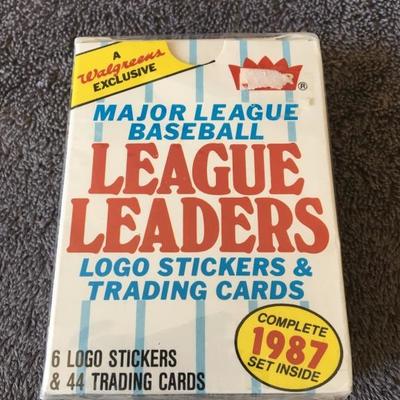 A
Walgreens
EXCLUSIVE
®
MAJOR LEAGUE
BASEBALL
LEAGUE
LEADERS
LOGO STICKERS &
TRADING CARDS
COMPLETE
1987
SET INSIDE
6 LOGO STICKERS
& 44 TRADING CARDS